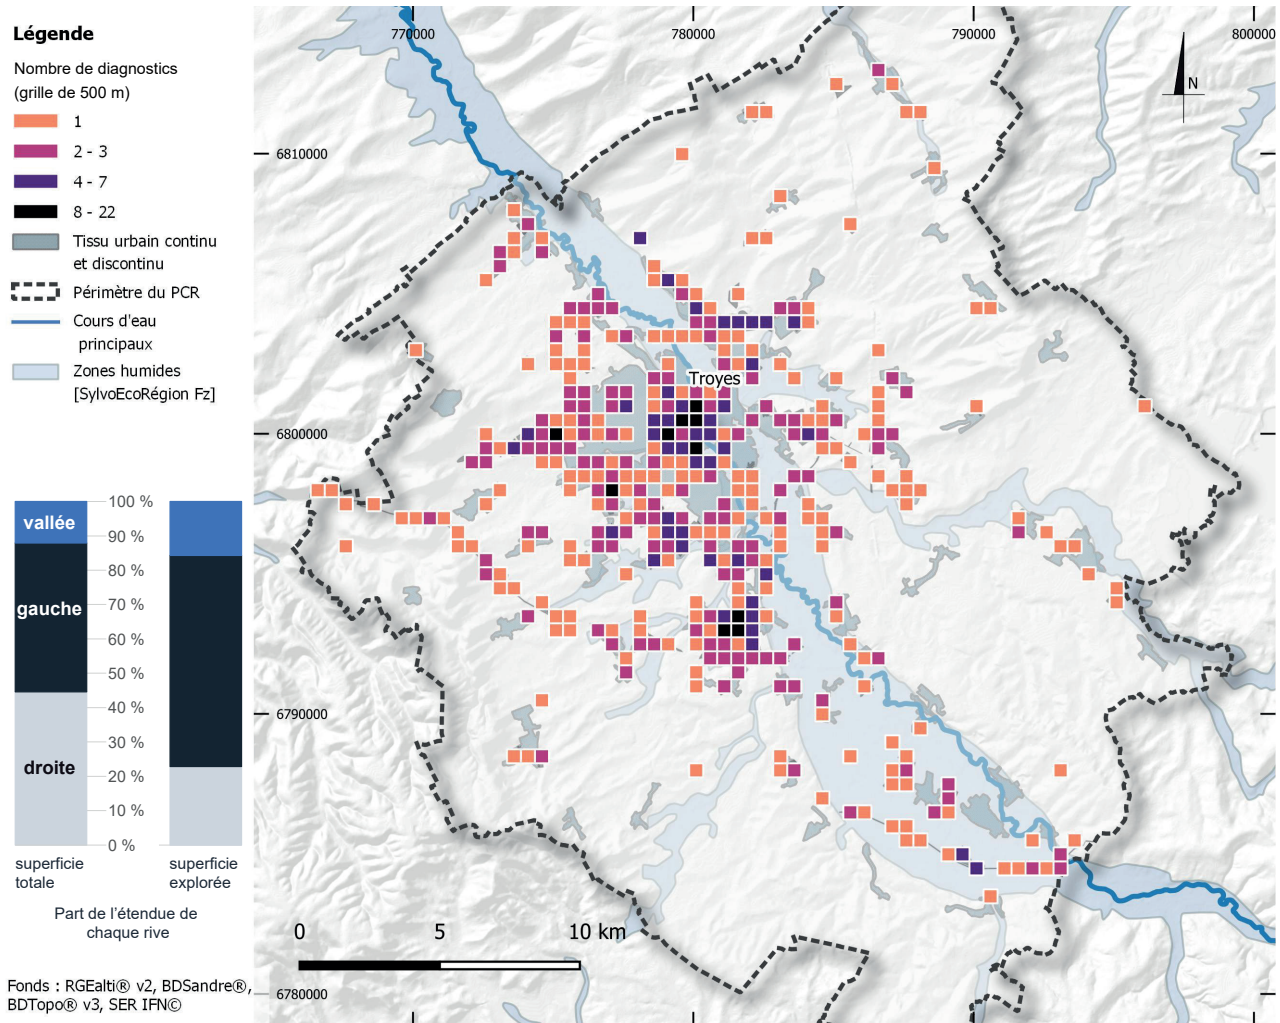 Légende
Nombre de diagnostics
(grille de 500 m)
1
2 - 3
4 - 7
8 - 22
Tissu urbain continu
et discontinu
Périmètre du PCR
Cours d'eau
principaux
Zones humides
[SylvoEcoRégion Fz]
100 %
90 %
80 %
70 %
60 %
50 %
40 %
30 %
20 %
10 %
0 %
vallée
gauche
droite
superficie
totale
superficie
explorée
Part de l'étendue de
chaque rive
Fonds : RGEalti® v2, BDSandre®,
BDTopo® v3, SER IFN©
770000
780000
790000
800000
N
6810000
6800000
6790000
6780000
Troyes
0 5 10 km